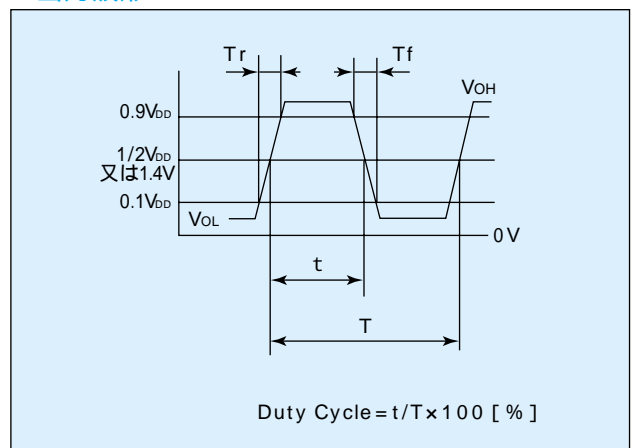 Tr
Tf
VOH
0.9VDD
1/2VDD
又は1.4V
0.1VDD
VOL
0V
t
T
Duty Cycle=t/T×100 [%]